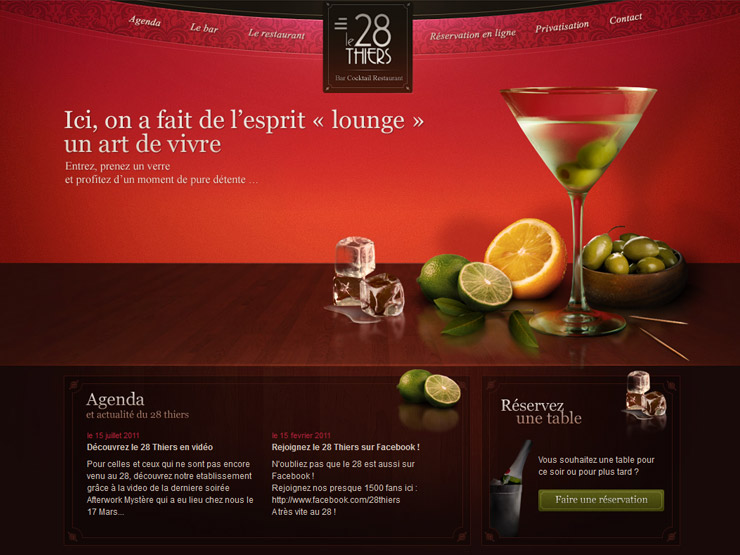 Agenda
Le bar
Le restaurant
le 28
THIERS
Bar Cocktail Restaurant
Réservation en ligne
Privatisation
Contact
Ici, on a fait de l'esprit « lounge »
un art de vivre
Entrez, prenez un verre
et profitez d'un moment de pure détente ...
Agenda
et actualité du 28 thiers
le 15 juillet 2011
Découvrez le 28 Thiers en vidéo
Pour celles et ceux qui ne sont pas encore
venu au 28, découvrez notre etablissement
grâce à la video de la derniere soirée
Afterwork Mystère qui a eu lieu chez nous le
17 Mars...
le 15 fevrier 2011
Rejoignez le 28 Thiers sur Facebook !
N'oubliez pas que le 28 est aussi sur
Facebook !
Rejoignez nos presque 1500 fans ici :
http://www.facebook.com/28thiers
A très vite au 28 !
Réservez
une table
Vous souhaitez une table pour
ce soir ou pour plus tard ?
Faire une réservation